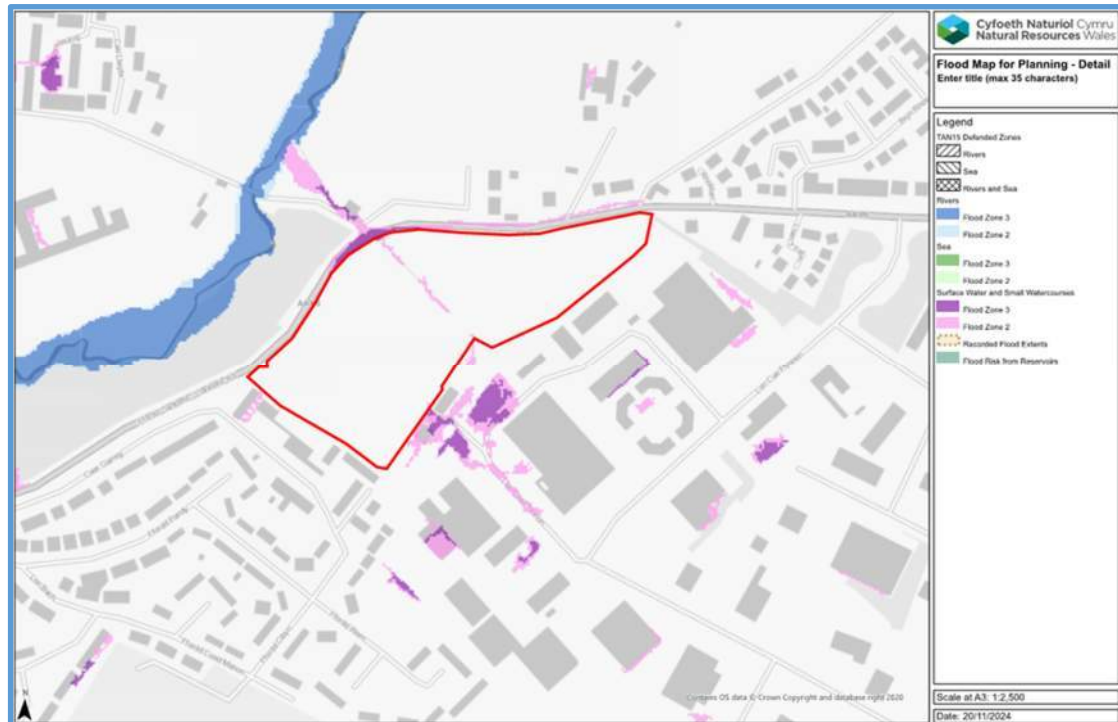 Cyfoeth Naturiol Cymru
Natural Resources Wales
Flood Map for Planning - Detail
Enter title (max 35 characters)
Legend
TAN15 Defended Zones
Rivers
Sea
Rivers and Sea
Rivers
Flood Zone 3
Flood Zone 2
Sea
Flood Zone 3
Flood Zone 2
Surface Water and Small Watercourses
Flood Zone 3
Flood Zone 2
Recorded Flood Extents
Flood Risk from Reservoirs
Contains OS data © Crown Copyright and database right 2020
N
Scale at A3: 1:2,500
Date: 20/11/2024